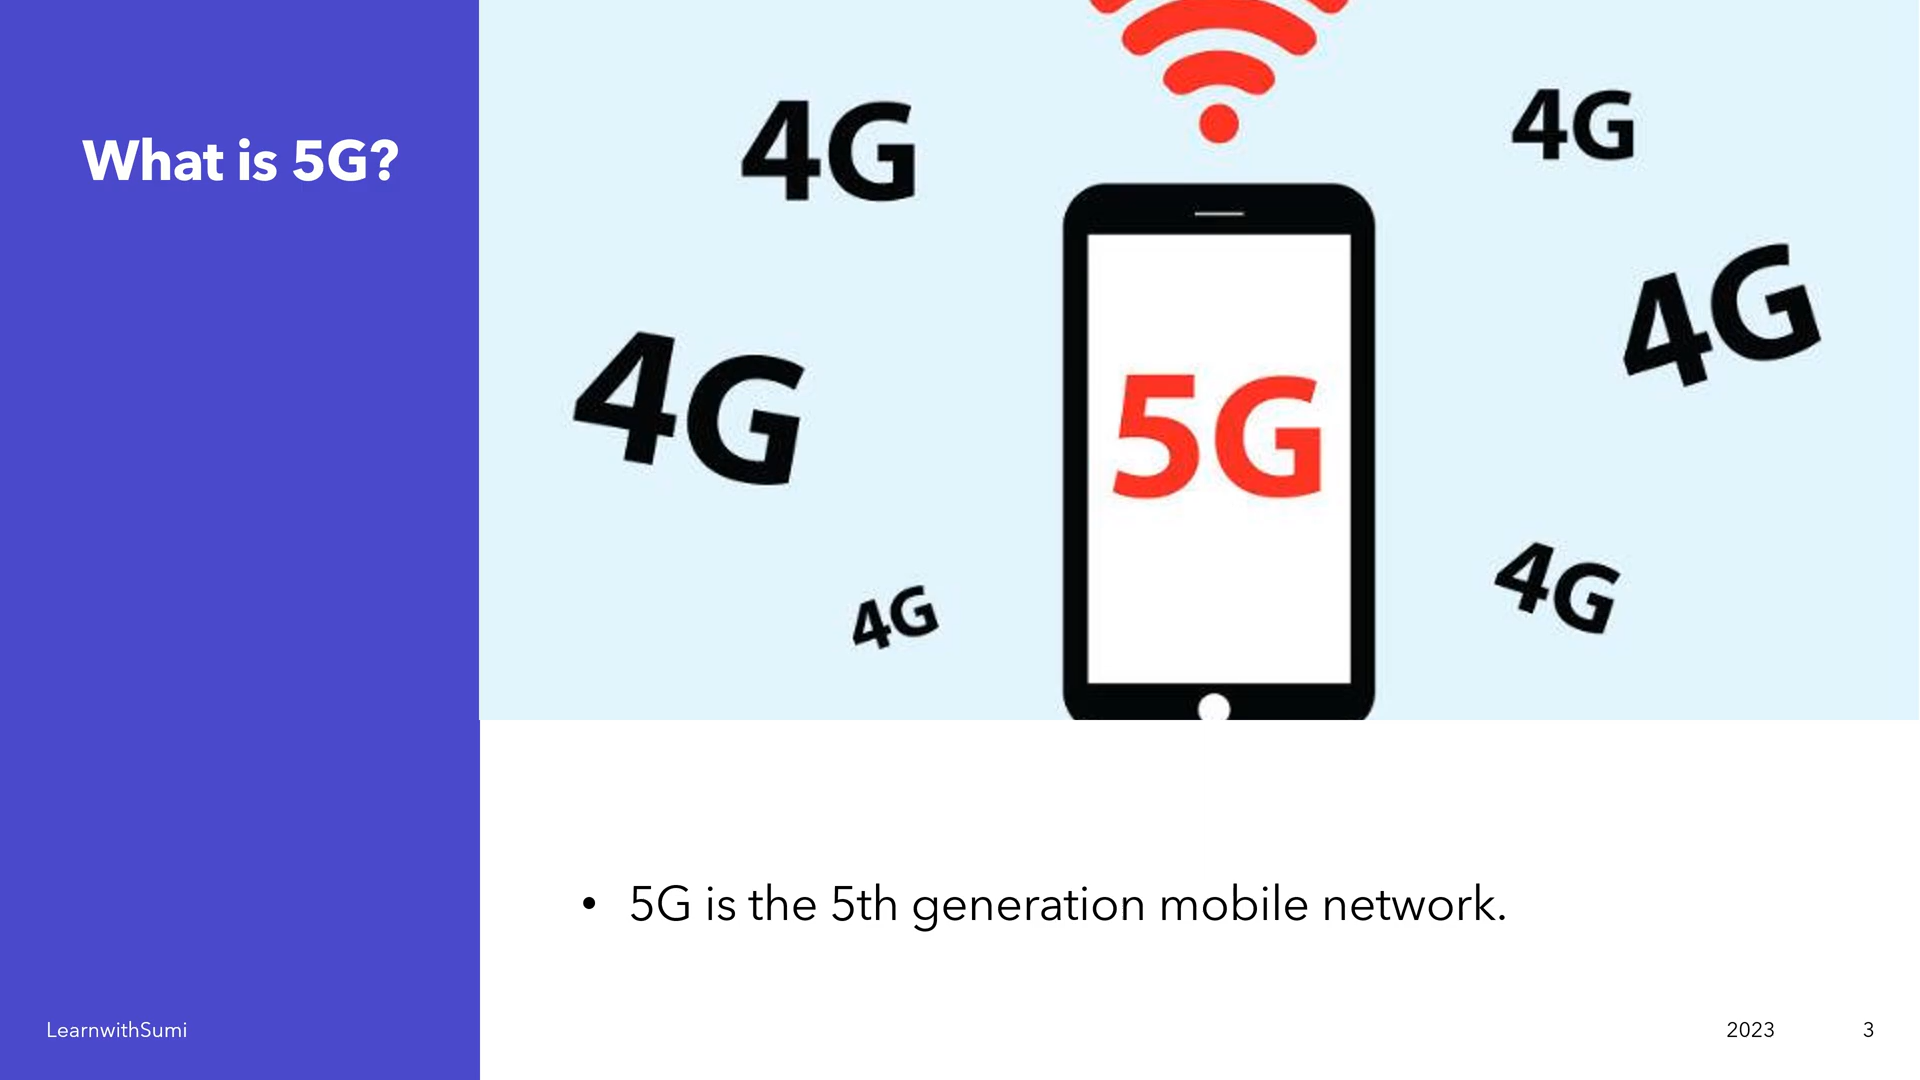 What is 5G?
4G
4G
4G
4G
5G
4G
4G
• 5G is the 5th generation mobile network.
LearnwithSumi
2023
3